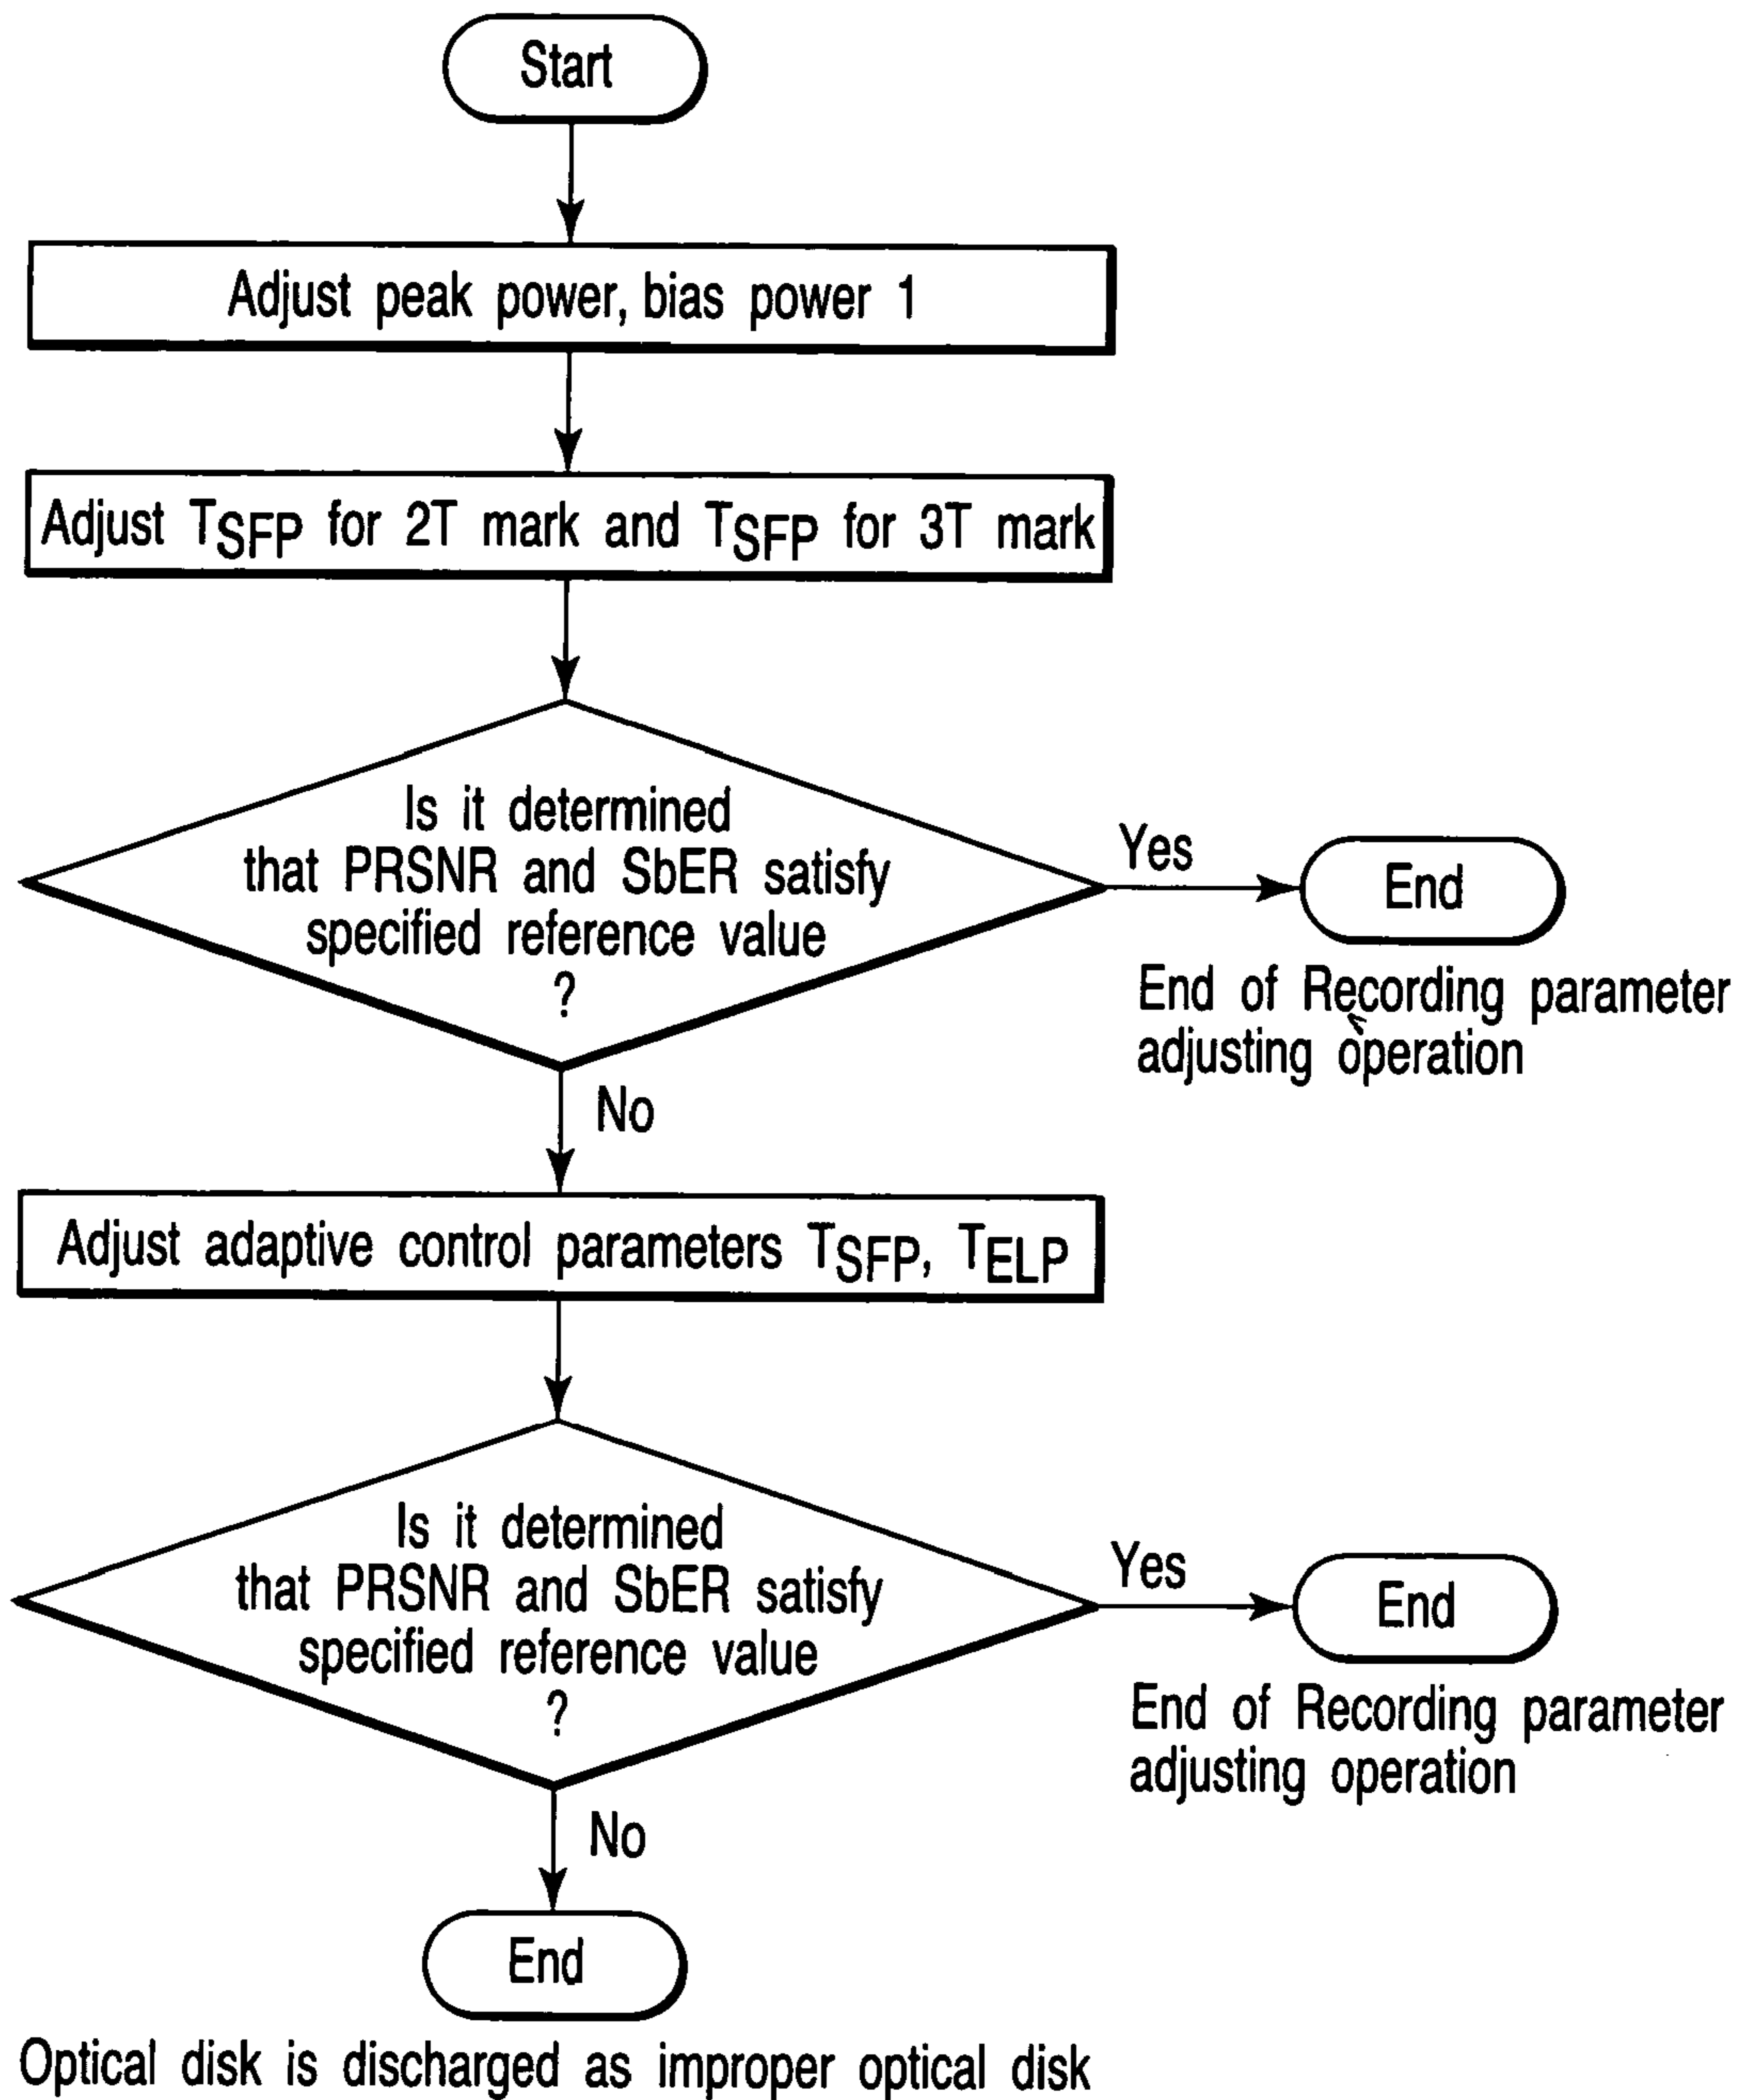 Start
Adjust peak power, bias power 1
Adjust TSFP for 2T mark and TSFP for 3T mark
Is it determined
that PRSNR and SbER satisfy
specified reference value
?
Yes
End
End of Recording parameter
adjusting operation
No
Adjust adaptive control parameters TSFP, TELP
Is it determined
that PRSNR and SbER satisfy
specified reference value
?
Yes
End
End of Recording parameter
adjusting operation
No
End
Optical disk is discharged as improper optical disk